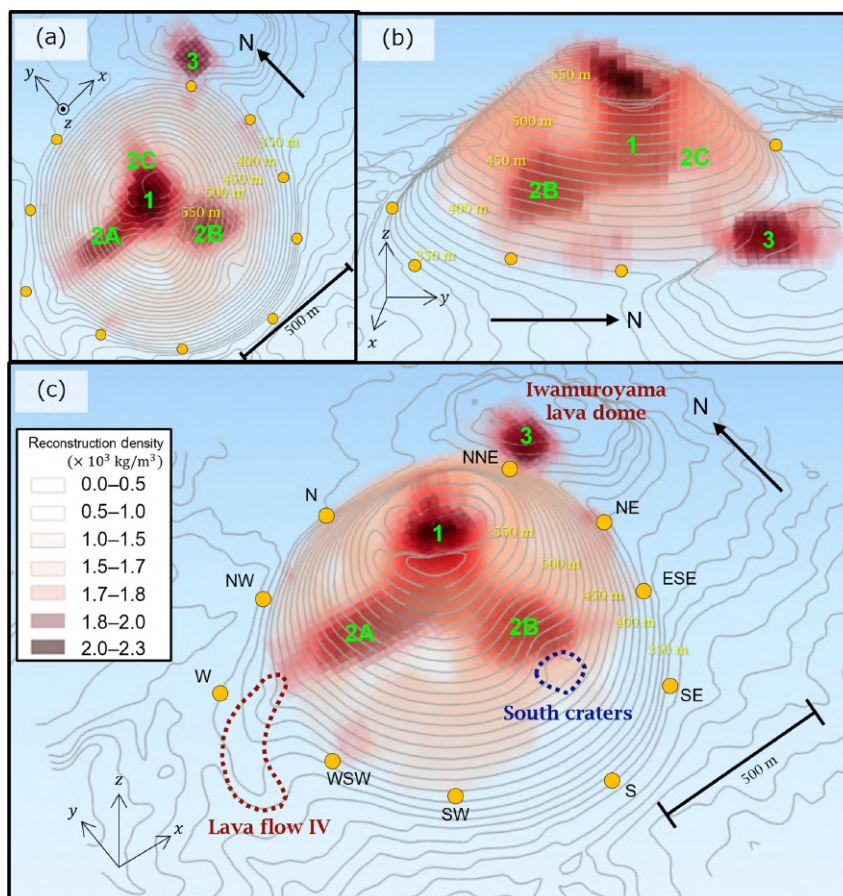 (a)
3
N
y
x
z
2C
1
2A
2B
350 m
400 m
450 m
500 m
550 m
500 m
(b)
550 m
500 m
450 m
400 m
350 m
1
2C
2B
3
z
y
x
N
(c)
Iwamuroyama
lava dome
3
N
NNE
N
NE
1
550 m
500 m
450 m
400 m
350 m
NW
ESE
2A
2B
W
SE
South craters
WSW
SW
S
Lava flow IV
500 m
z
y
x
Reconstruction density
(× 10³ kg/m³)
0.0–0.5
0.5–1.0
1.0–1.5
1.5–1.7
1.7–1.8
1.8–2.0
2.0–2.3